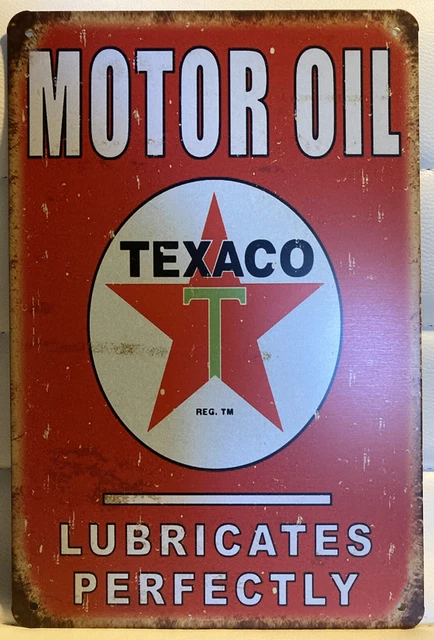 MOTOR OIL
TEXACO
T
REG. TM
LUBRICATES
PERFECTLY